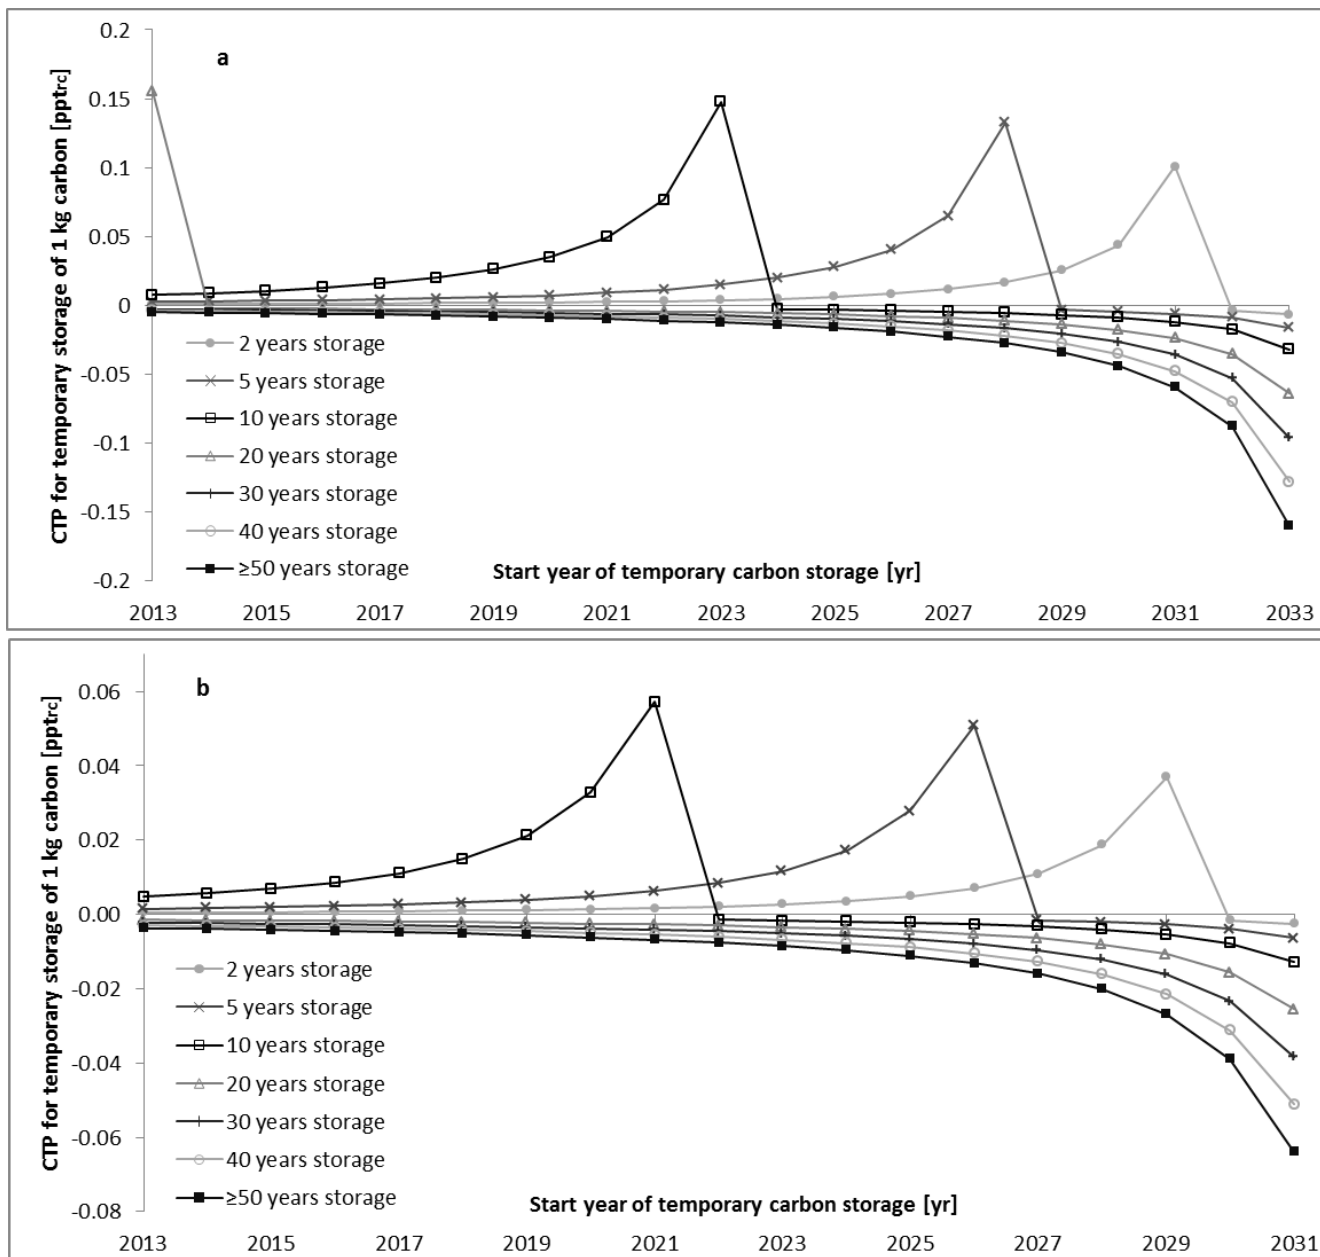 a
CTP for temporary storage of 1 kg carbon [pptrc]
0.2
0.15
0.1
0.05
0
-0.05
-0.1
-0.15
-0.2
2 years storage
5 years storage
10 years storage
20 years storage
30 years storage
40 years storage
≥50 years storage
Start year of temporary carbon storage [yr]
2013 2015 2017 2019 2021 2023 2025 2027 2029 2031 2033
b
CTP for temporary storage of 1 kg carbon [pptrc]
0.06
0.04
0.02
0.00
-0.02
-0.04
-0.06
-0.08
2 years storage
5 years storage
10 years storage
20 years storage
30 years storage
40 years storage
≥50 years storage
Start year of temporary carbon storage [yr]
2013 2015 2017 2019 2021 2023 2025 2027 2029 2031